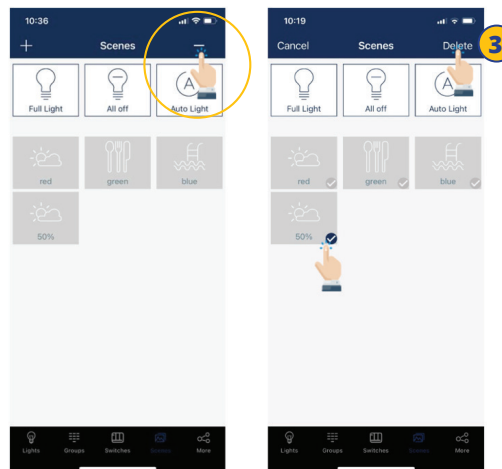 10:36
Scenes
Full Light
All off
Auto Light
red
green
blue
50%
Lights
Groups
Switches
Scenes
More
10:19
Cancel
Scenes
Delete
3
Full Light
All off
A
Auto Light
red
green
blue
50%
Lights
Groups
Switches
Scenes
More